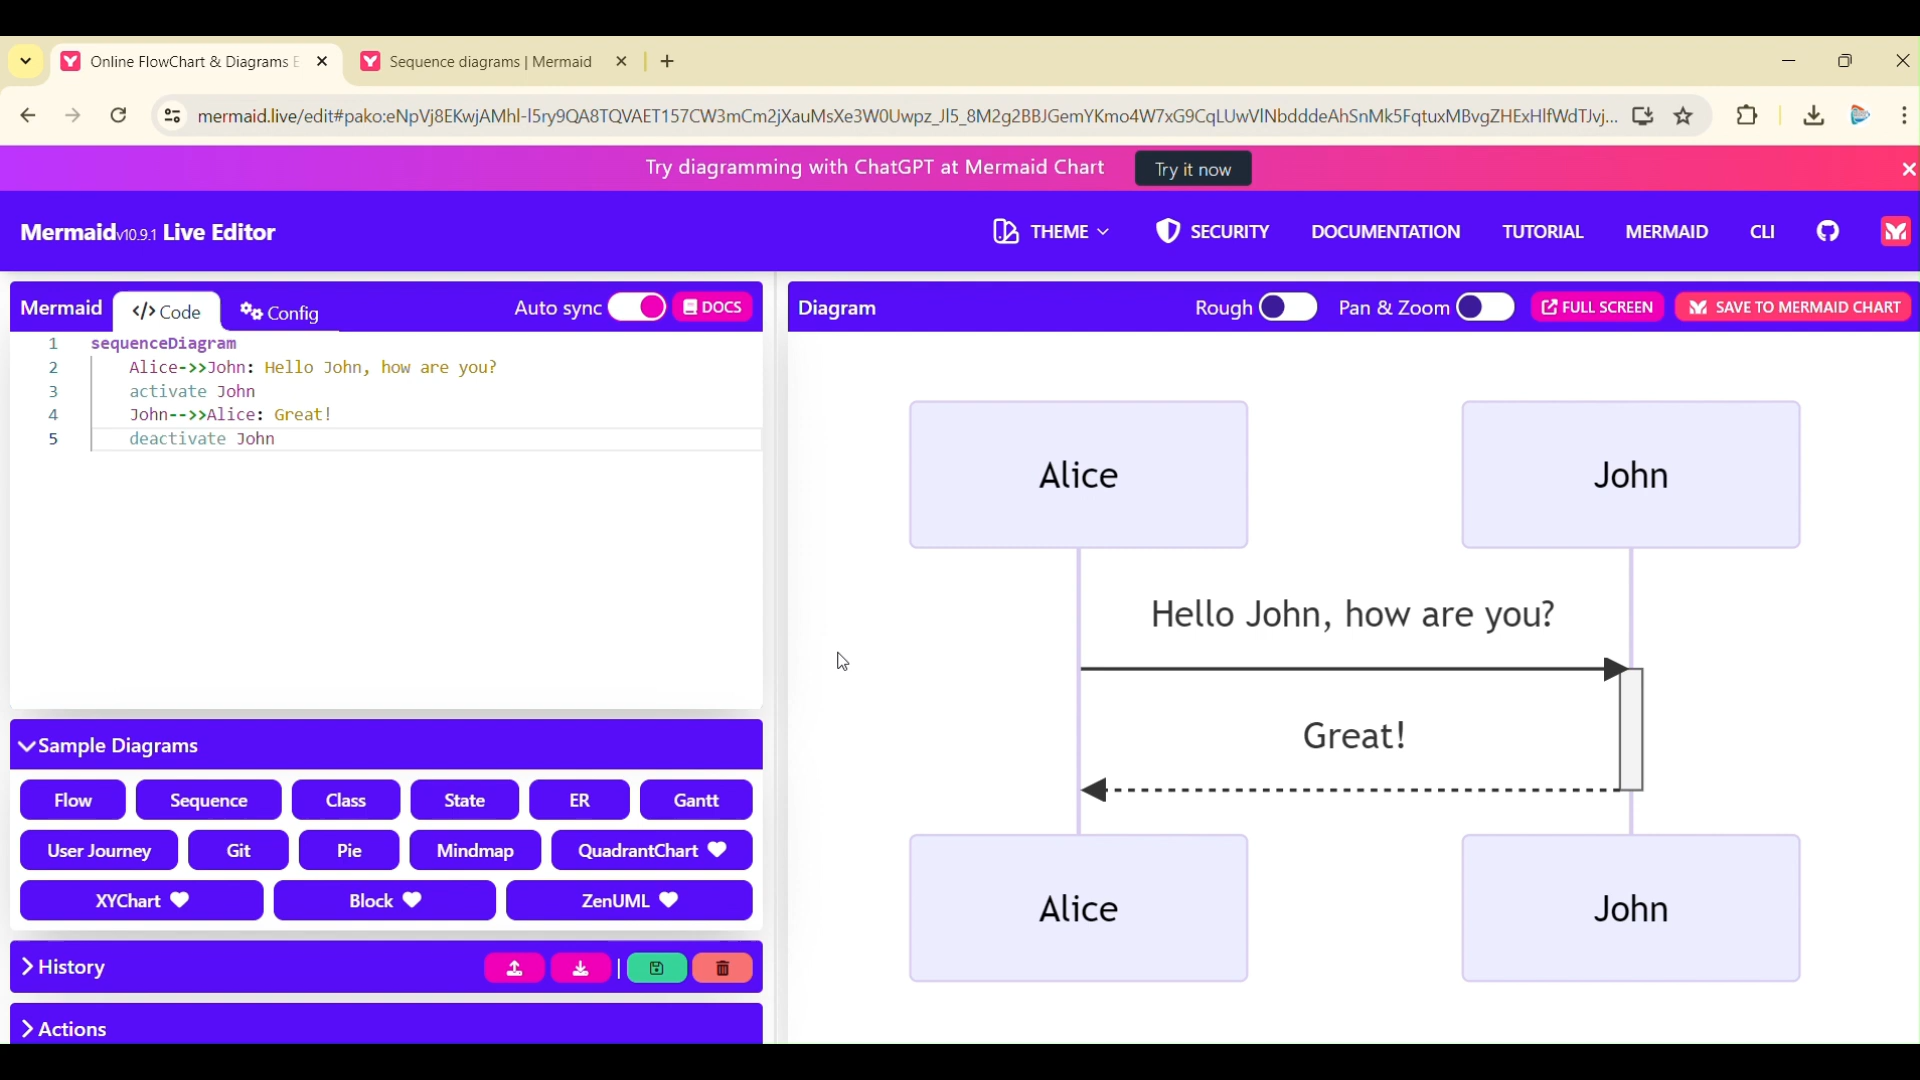 Online FlowChart & Diagrams E
Sequence diagrams | Mermaid
mermaid.live/edit#pako:eNpVj8EKwjAMhl-l5ry9QA8TQVAET157CW3mCm2jXauMsXe3W0Uwpz_Jl5_8M2g2BBJGemYKmo4W7xG9CqLUwVlNbdddeAhSnMk5FqtuxMBvgZHExHlfWdTJvj...
Try diagramming with ChatGPT at Mermaid Chart
Try it now
Mermaidv10.9.1 Live Editor
THEME
SECURITY
DOCUMENTATION
TUTORIAL
MERMAID
CLI
Mermaid
</> Code
Config
Auto sync
DOCS
Diagram
Rough
Pan & Zoom
FULL SCREEN
SAVE TO MERMAID CHART
1 sequenceDiagram
2 Alice->>John: Hello John, how are you?
3 activate John
4 John-->>Alice: Great!
5 deactivate John
Alice
John
Hello John, how are you?
Great!
Alice
John
Sample Diagrams
Flow
Sequence
Class
State
ER
Gantt
User Journey
Git
Pie
Mindmap
QuadrantChart
XYChart
Block
ZenUML
History
Actions